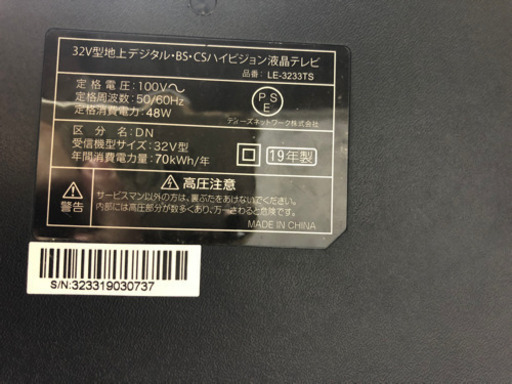 32V型地上デジタル・BS・CSハイビジョン液晶テレビ
品番: LE-3233TS
定格電圧: 100V～
定格周波数: 50/60Hz
定格消費電力: 48W
P S
E
ティーズネットワーク株式会社
区分名: DN
受信機型サイズ: 32V型
年間消費電力量: 70kWh/年
19年製
高圧注意
警告
サービスマン以外の方は、裏ぶたをあけないでください。
内部には高圧部分が数多くあり、万一さわると危険です。
MADE IN CHINA
S/N:323319030737